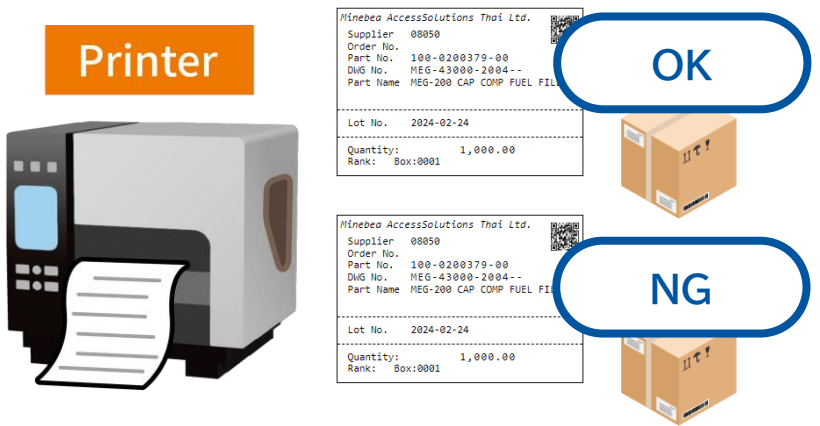 Printer
Minebea AccessSolutions Thai Ltd.
Supplier 08050
Order No.
Part No. 100-0200379-00
DWG No. MEG-43000-2004--
Part Name MEG-200 CAP COMP FUEL FIL
Lot No. 2024-02-24
Quantity: 1,000.00
Rank: Box:0001
OK
Minebea AccessSolutions Thai Ltd.
Supplier 08050
Order No.
Part No. 100-0200379-00
DWG No. MEG-43000-2004--
Part Name MEG-200 CAP COMP FUEL FIL
Lot No. 2024-02-24
Quantity: 1,000.00
Rank: Box:0001
NG